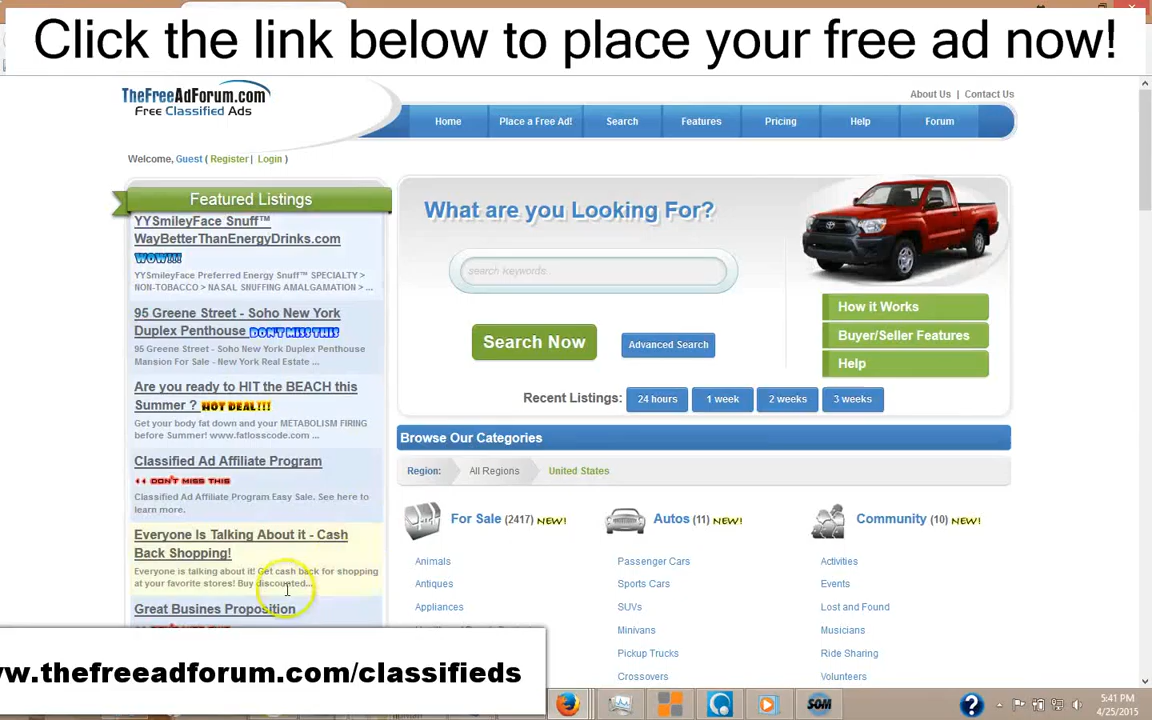 Click the link below to place your free ad now!
TheFreeAdForum.com
Free Classified Ads
About Us | Contact Us
Home
Place a Free Ad!
Search
Features
Pricing
Help
Forum
Welcome, Guest ( Register | Login )
Featured Listings
YYSmileyFace Snuff™
WayBetterThanEnergyDrinks.com
WOW!!!
YYSmileyFace Preferred Energy Snuff™ SPECIALTY >
NON-TOBACCO > NASAL SNUFFING AMALGAMATION > ...
95 Greene Street - Soho New York
Duplex Penthouse DON'T MISS THIS
95 Greene Street - Soho New York Duplex Penthouse
Mansion For Sale - New York Real Estate ...
Are you ready to HIT the BEACH this
Summer ? HOT DEAL!!!
Get your body fat down and your METABOLISM FIRING
before Summer! www.fatlosscode.com ...
Classified Ad Affiliate Program
DON'T MISS THIS
Classified Ad Affiliate Program Easy Sale. See here to
learn more.
Everyone Is Talking About it - Cash
Back Shopping!
Everyone is talking about it! Get cash back for shopping
at your favorite stores! Buy discounted...
Great Busines Proposition
What are you Looking For?
search keywords
Search Now
Advanced Search
How it Works
Buyer/Seller Features
Help
Recent Listings:
24 hours
1 week
2 weeks
3 weeks
Browse Our Categories
Region:
All Regions
United States
For Sale (2417) NEW!
Animals
Antiques
Appliances
Autos (11) NEW!
Passenger Cars
Sports Cars
SUVs
Minivans
Pickup Trucks
Crossovers
Community (10) NEW!
Activities
Events
Lost and Found
Musicians
Ride Sharing
Volunteers
w.thefreeadforum.com/classifieds
SOM
5:41 PM
4/25/2015